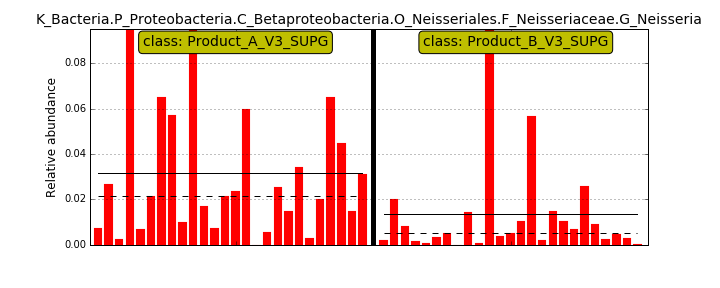 K_Bacteria.P_Proteobacteria.C_Betaproteobacteria.O_Neisseriales.F_Neisseriaceae.G_Neisseria
class: Product_A_V3_SUPG
class: Product_B_V3_SUPG
Relative abundance
0.08
0.06
0.04
0.02
0.00